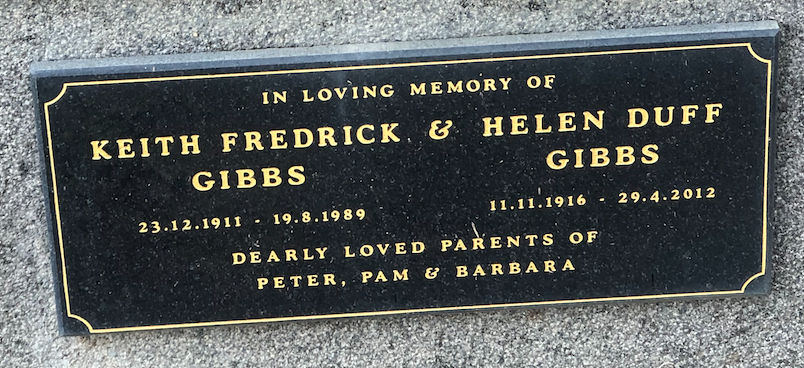 IN LOVING MEMORY OF
KEITH FREDRICK & HELEN DUFF
GIBBS GIBBS
23.12.1911 - 19.8.1989 11.11.1916 - 29.4.2012
DEARLY LOVED PARENTS OF
PETER, PAM & BARBARA